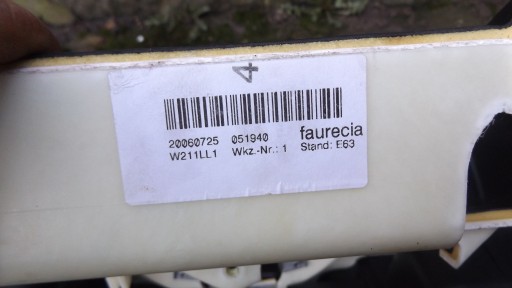 4
20060725 051940 faurecia
W211LL1 Wkz.-Nr.: 1 Stand: E63